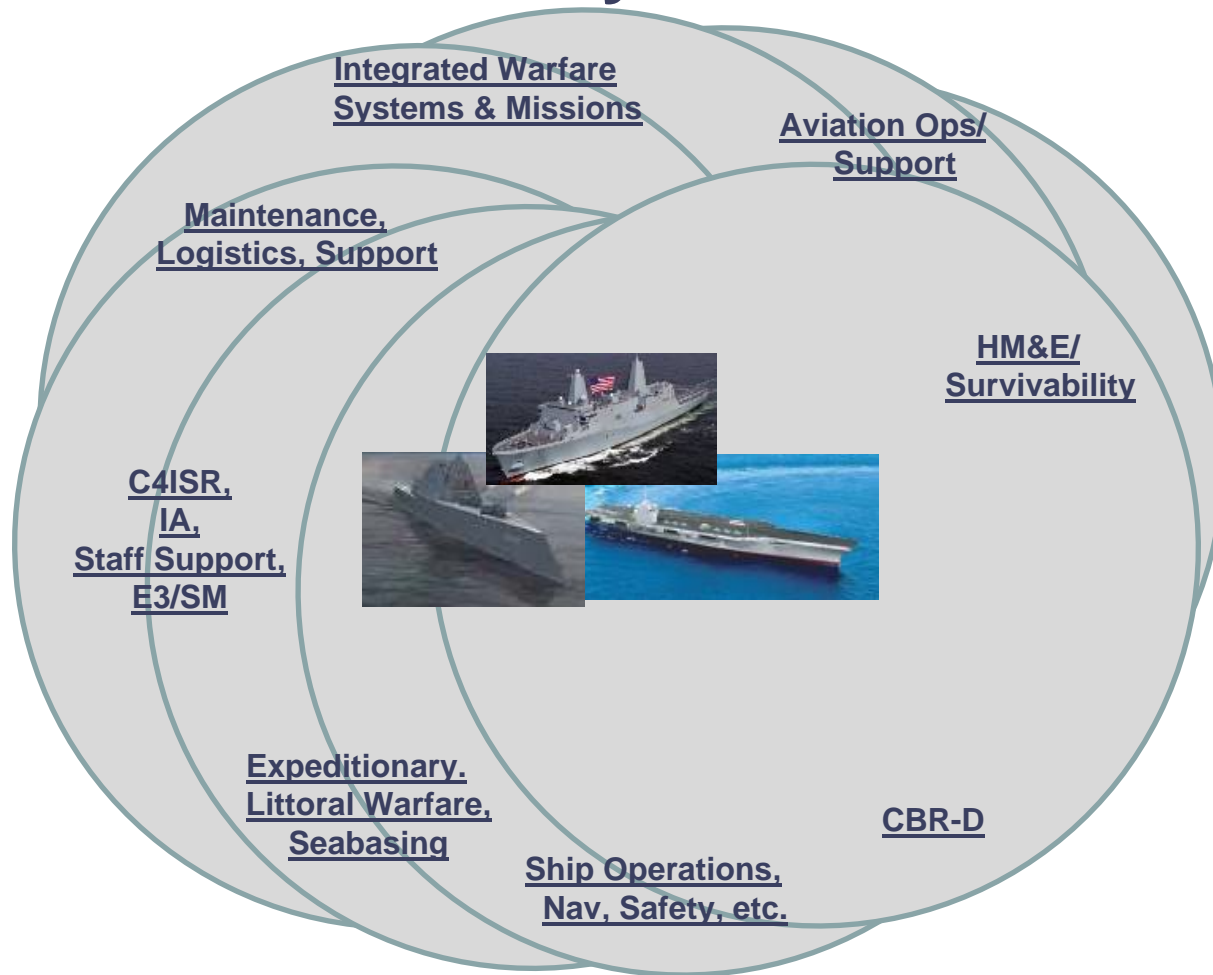 Integrated Warfare
Systems & Missions
Aviation Ops/
Support
Maintenance,
Logistics, Support
HM&E/
Survivability
C4ISR,
IA,
Staff Support,
E3/SM
Expeditionary.
Littoral Warfare,
Seabasing
CBR-D
Ship Operations,
Nav, Safety, etc.